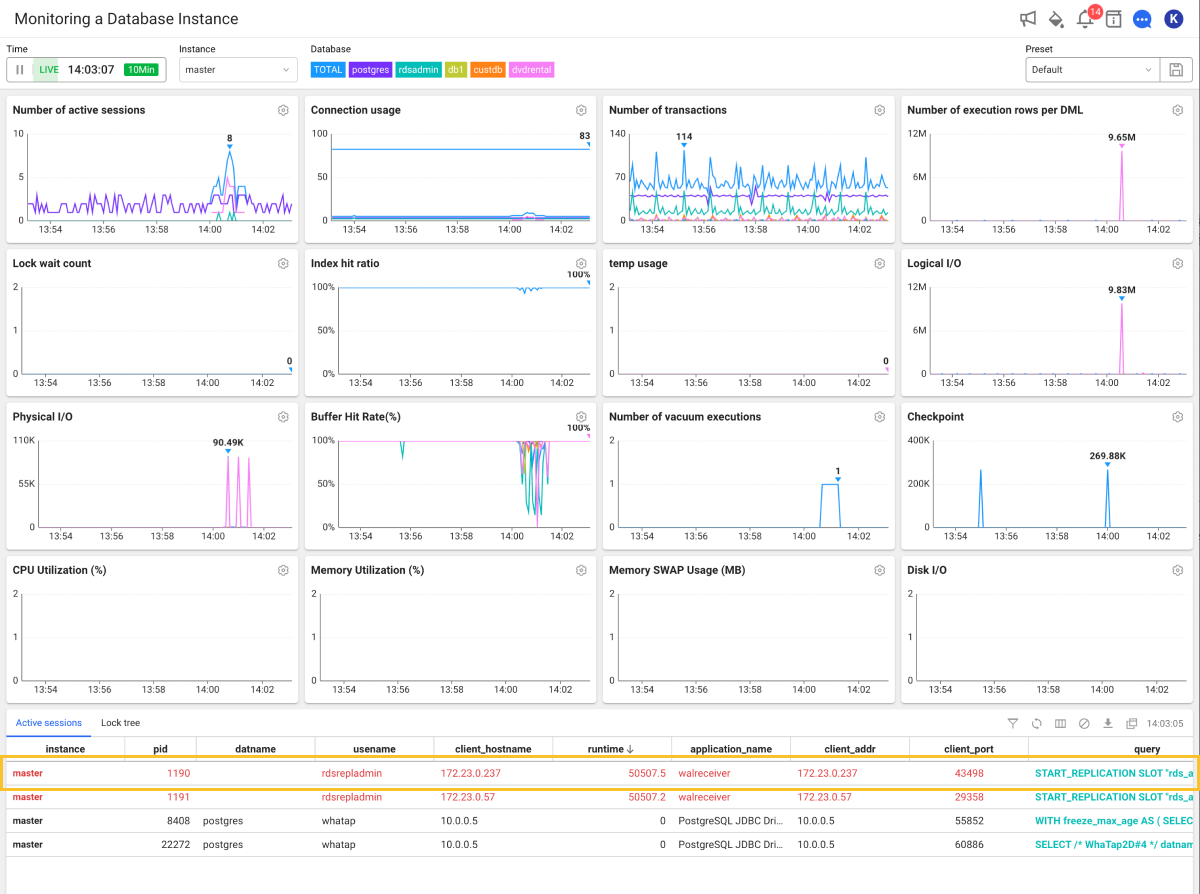 Monitoring a Database Instance
14
K
Time
Instance
Database
Preset
LIVE 14:03:07 10Min
master
TOTAL postgres rdsadmin db1 custdb dvdrental
Default
Number of active sessions
10
5
0
8
13:54 13:56 13:58 14:00 14:02
Connection usage
100
50
0
83
13:54 13:56 13:58 14:00 14:02
Number of transactions
140
70
0
114
13:54 13:56 13:58 14:00 14:02
Number of execution rows per DML
12M
6M
0
9.65M
13:54 13:56 13:58 14:00 14:02
Lock wait count
2
1
0
0
13:54 13:56 13:58 14:00 14:02
Index hit ratio
100%
50%
0%
100%
13:54 13:56 13:58 14:00 14:02
temp usage
2
1
0
0
13:54 13:56 13:58 14:00 14:02
Logical I/O
12M
6M
0
9.83M
13:54 13:56 13:58 14:00 14:02
Physical I/O
110K
55K
0
90.49K
13:54 13:56 13:58 14:00 14:02
Buffer Hit Rate(%)
100%
50%
0%
100%
13:54 13:56 13:58 14:00 14:02
Number of vacuum executions
2
1
0
1
13:54 13:56 13:58 14:00 14:02
Checkpoint
400K
200K
0
269.88K
13:54 13:56 13:58 14:00 14:02
CPU Utilization (%)
2
1
0
13:54 13:56 13:58 14:00 14:02
Memory Utilization (%)
2
1
0
13:54 13:56 13:58 14:00 14:02
Memory SWAP Usage (MB)
2
1
0
13:54 13:56 13:58 14:00 14:02
Disk I/O
2
1
0
13:54 13:56 13:58 14:00 14:02
Active sessions Lock tree 14:03:05
instance pid datname usename client_hostname runtime ↓ application_name client_addr client_port query
master 1190 rdsrepladmin 172.23.0.237 50507.5 walreceiver 172.23.0.237 43498 START_REPLICATION SLOT "rds_a
master 1191 rdsrepladmin 172.23.0.57 50507.2 walreceiver 172.23.0.57 29358 START_REPLICATION SLOT "rds_a
master 8408 postgres whatap 10.0.0.5 0 PostgreSQL JDBC Dri... 10.0.0.5 55852 WITH freeze_max_age AS ( SELEC
master 22272 postgres whatap 10.0.0.5 0 PostgreSQL JDBC Dri... 10.0.0.5 60886 SELECT /* WhaTap2D#4 */ datnam